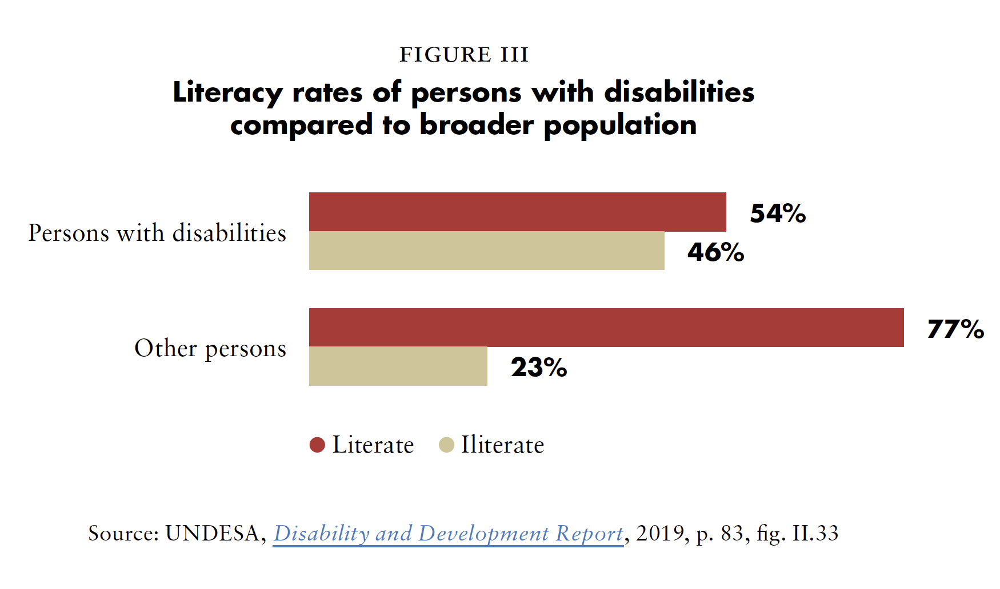 FIGURE III
Literacy rates of persons with disabilities
compared to broader population
Persons with disabilities
54%
46%
Other persons
77%
23%
Literate
Iliterate
Source: UNDESA, Disability and Development Report, 2019, p. 83, fig. II.33